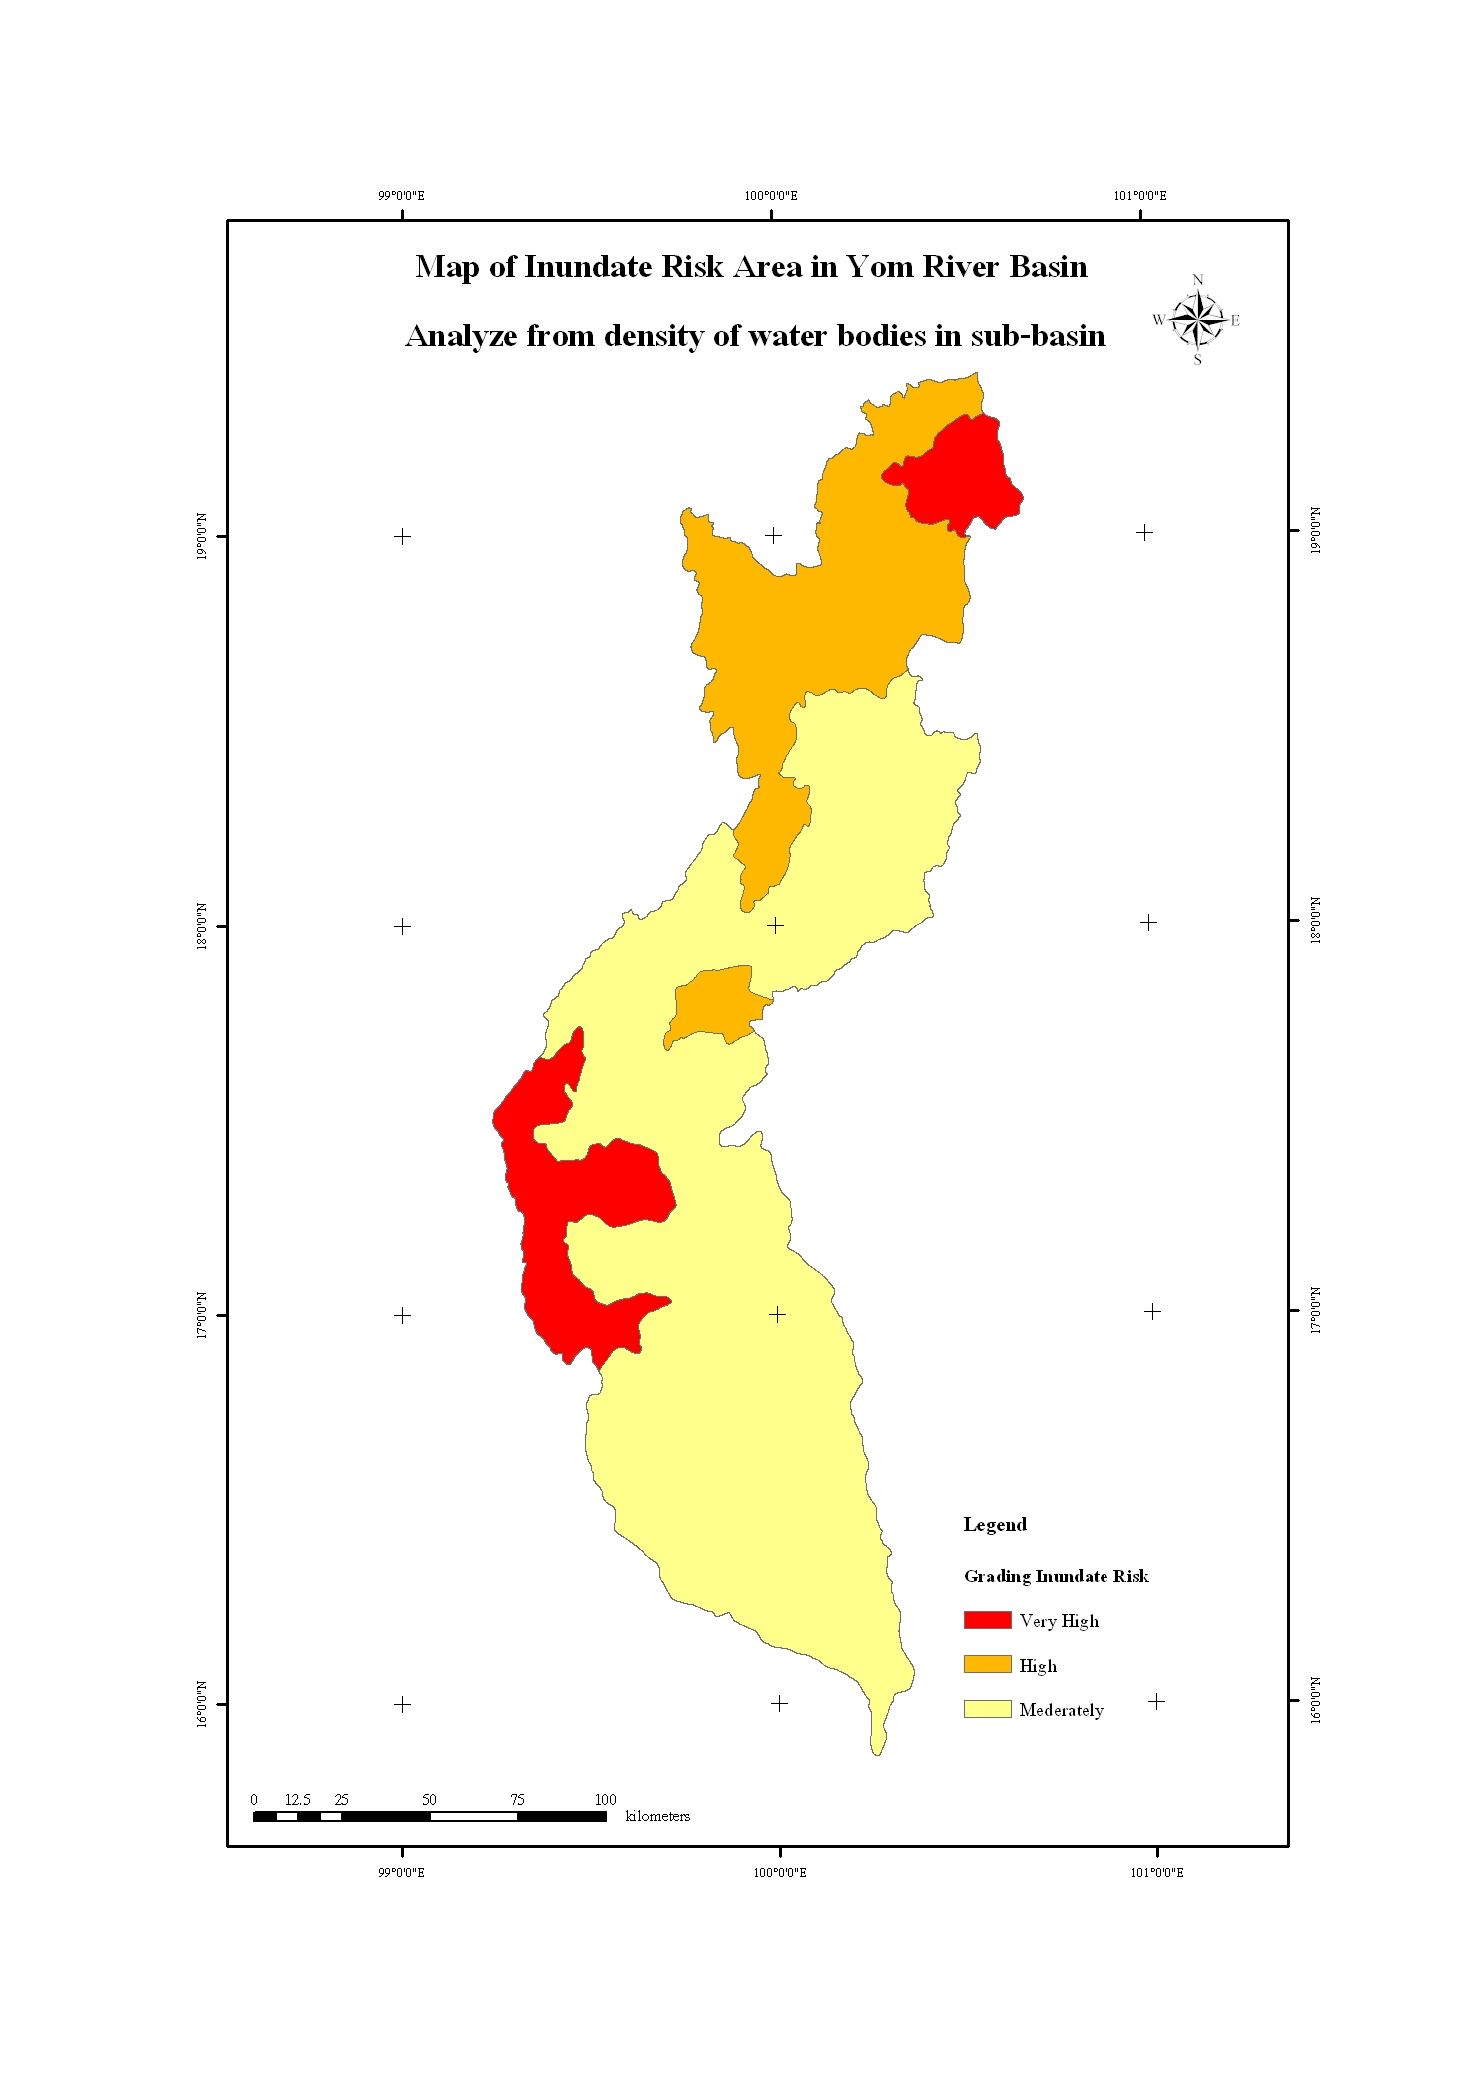 99°0'0"E 100°0'0"E 101°0'0"E
Map of Inundate Risk Area in Yom River Basin
Analyze from density of water bodies in sub-basin
N
W E
S
19°0'0"N 19°0'0"N
18°0'0"N 18°0'0"N
17°0'0"N 17°0'0"N
16°0'0"N 16°0'0"N
Legend
Grading Inundate Risk
Very High
High
Mederately
0 12.5 25 50 75 100
kilometers
99°0'0"E 100°0'0"E 101°0'0"E